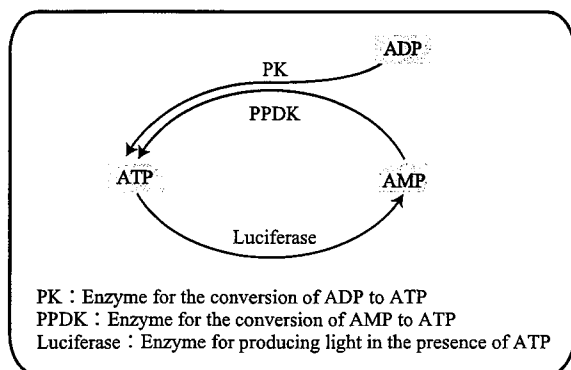 ADP
PK
PPDK
ATP
AMP
Luciferase
PK：Enzyme for the conversion of ADP to ATP
PPDK：Enzyme for the conversion of AMP to ATP
Luciferase：Enzyme for producing light in the presence of ATP